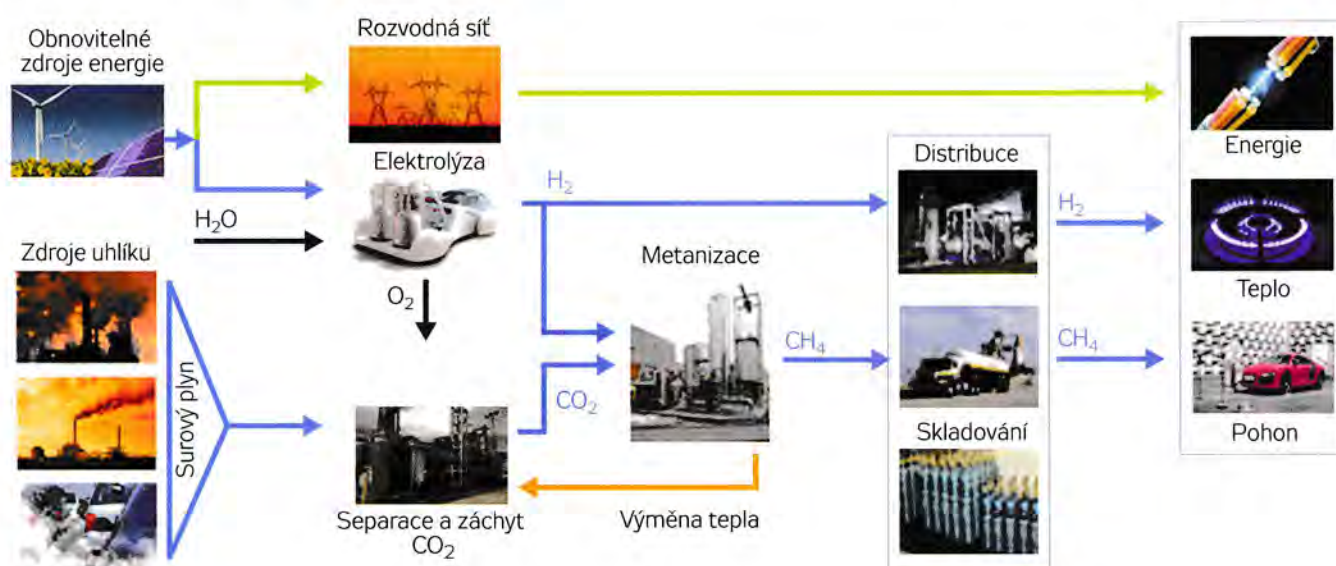 Obnovitelné
zdroje energie
Rozvodná síť
Energie
Elektrolýza
H₂O
H₂
O₂
Distribuce
H₂
Teplo
Zdroje uhlíku
Surový plyn
Metanizace
CH₄
CH₄
CO₂
Separace a záchyt
CO₂
Výměna tepla
Skladování
Pohon